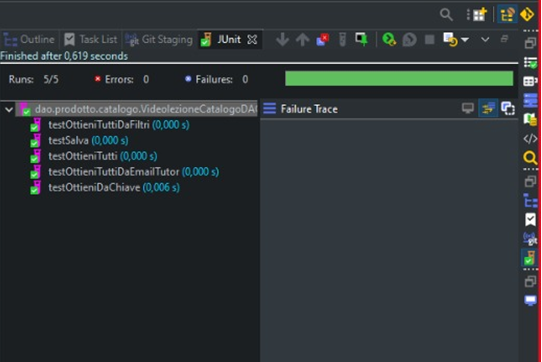 Outline Task List Git Staging JUnit
Finished after 0,619 seconds
Runs: 5/5 Errors: 0 Failures: 0
dao.prodotto.catalogo.VideolezioneCatalogoDA
Failure Trace
testOttieniTuttiDaFiltri (0,000 s)
testSalva (0,000 s)
testOttieniTutti (0,000 s)
testOttieniTuttiDaEmailTutor (0,000 s)
testOttieniDaChiave (0,006 s)
git